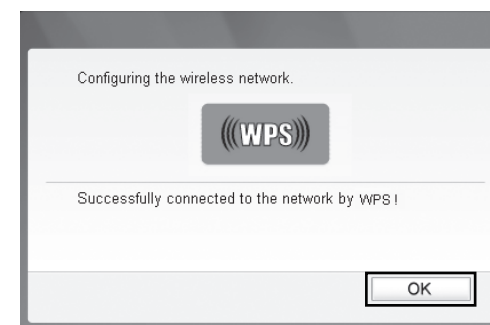 Configuring the wireless network.
(((WPS)))
Successfully connected to the network by WPS!
OK